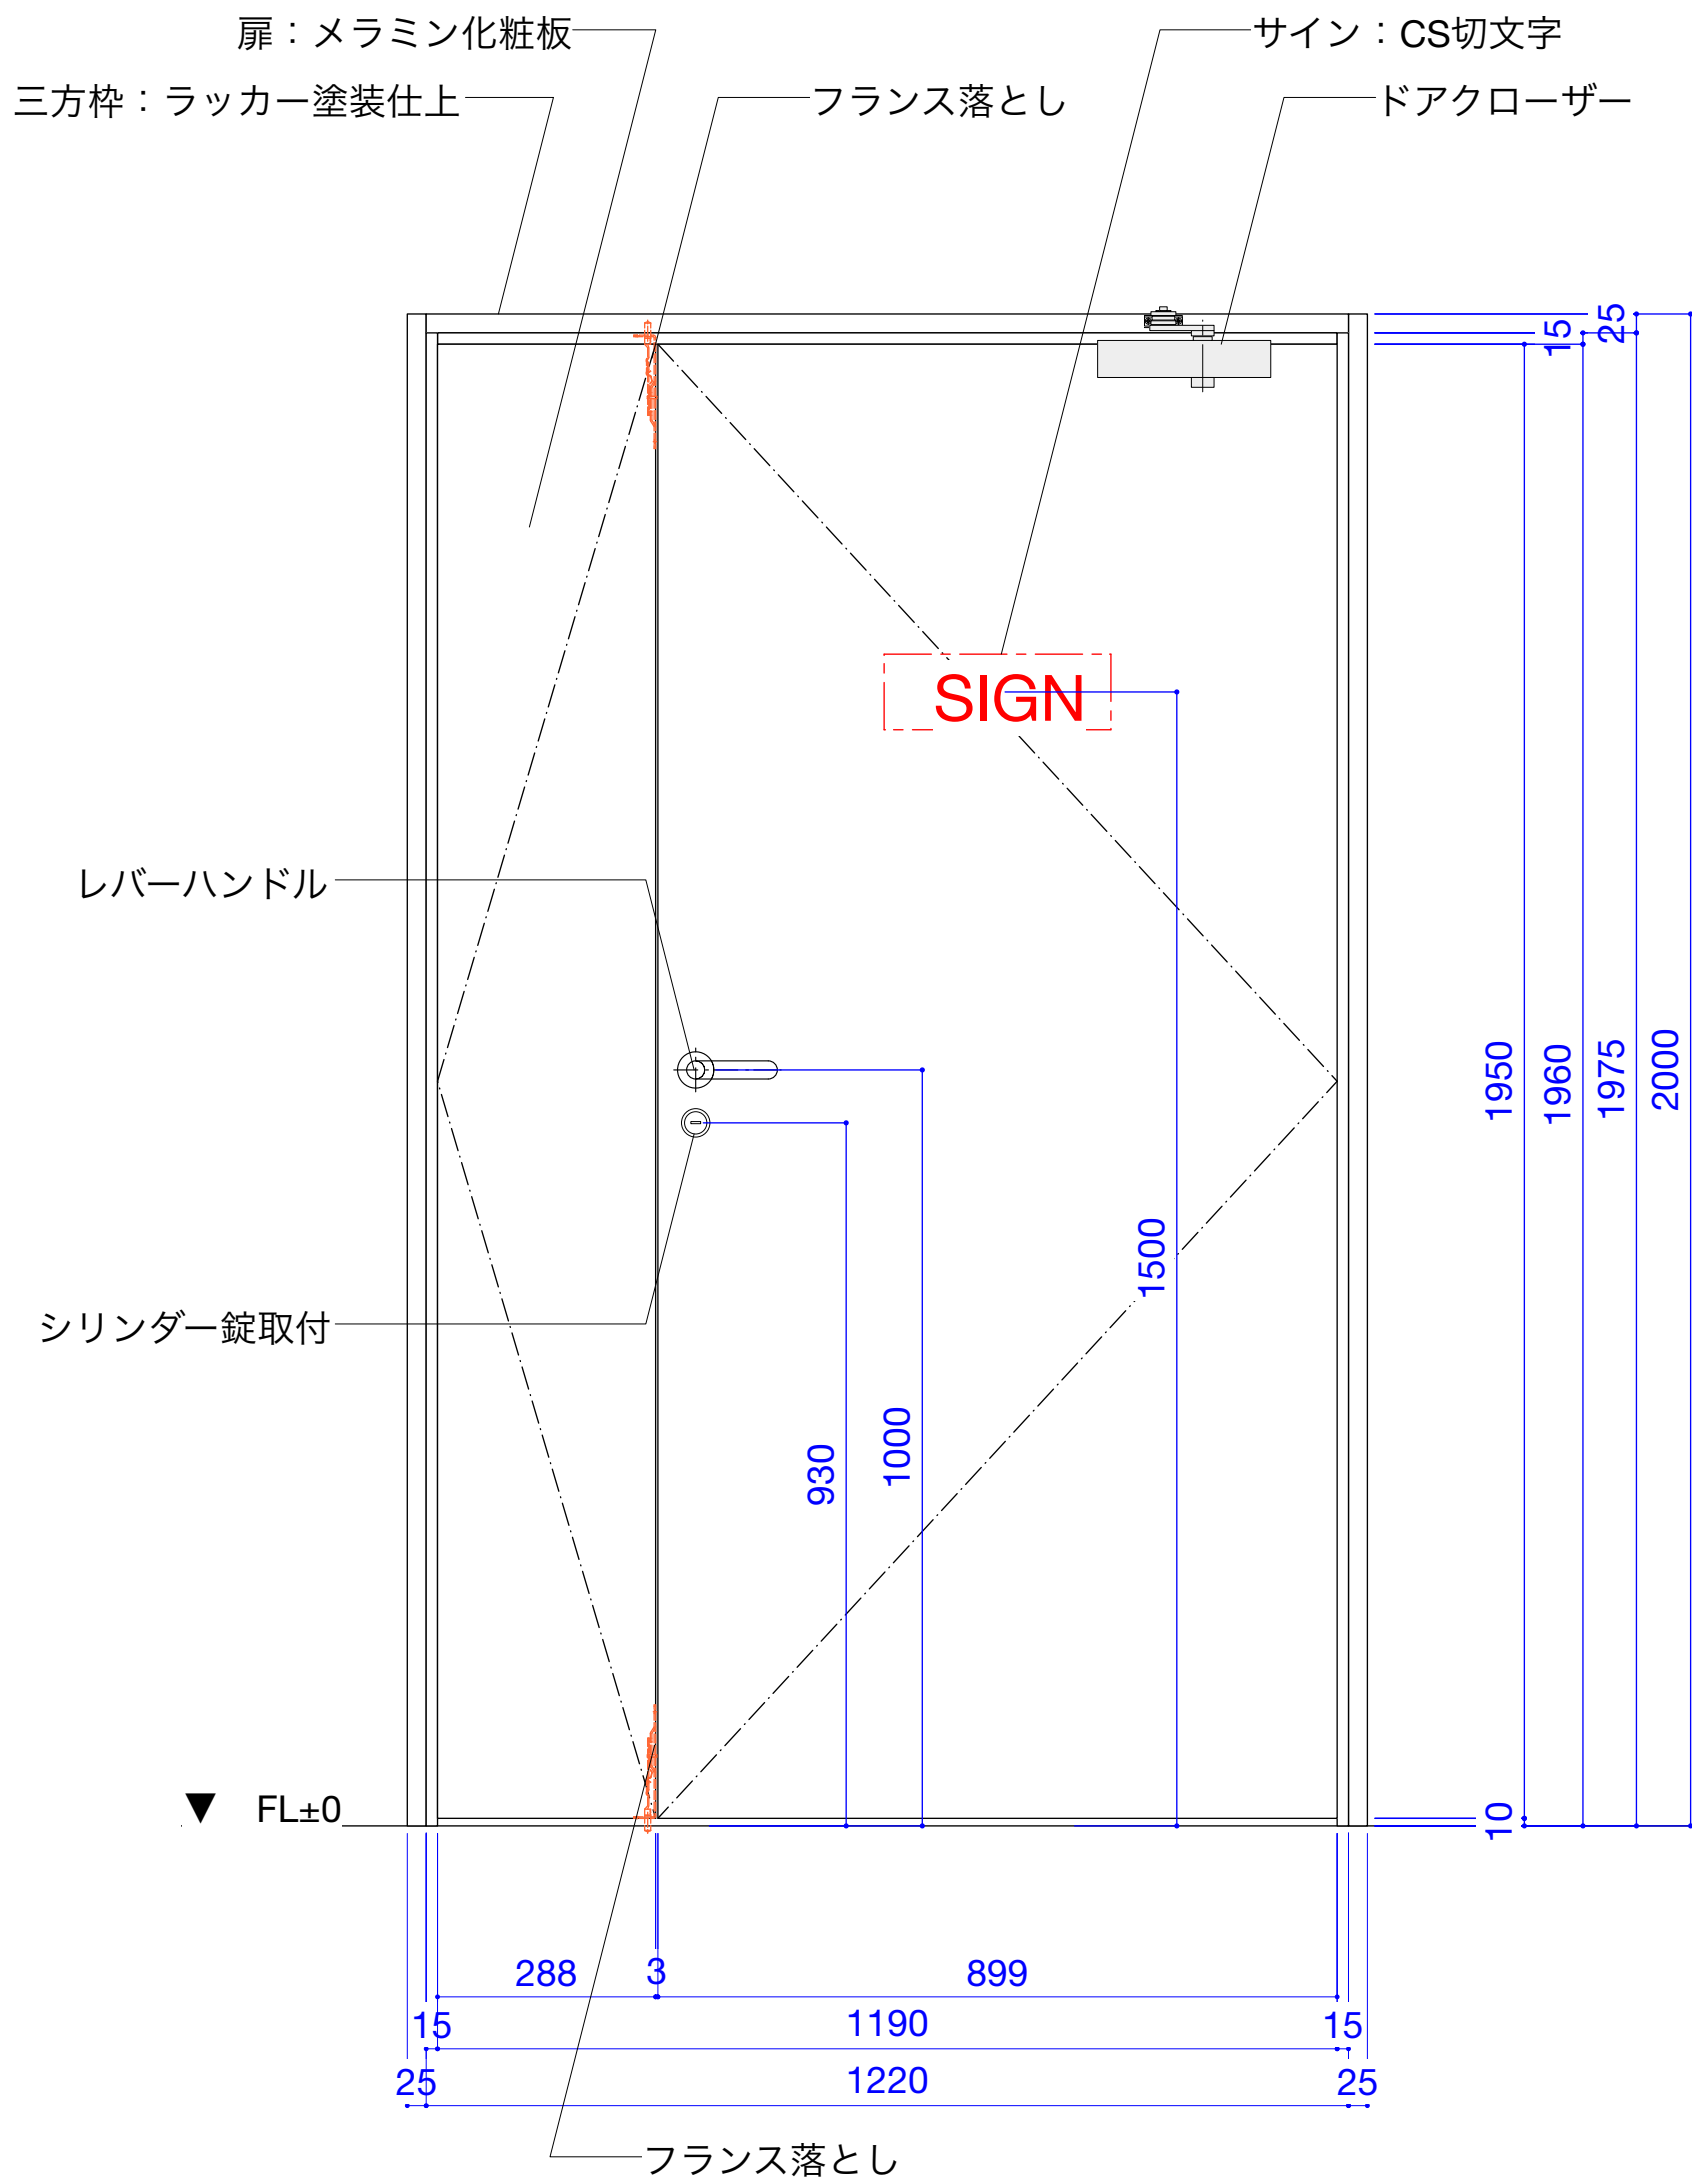 扉：メラミン化粧板
サイン：CS切文字
三方枠：ラッカー塗装仕上
フランス落とし
ドアクローザー
25
15
SIGN
レバーハンドル
1950
1960
1975
2000
1500
シリンダー錠取付
930
1000
▼ FL±0
10
288
3
899
15
1190
15
25
1220
25
フランス落とし